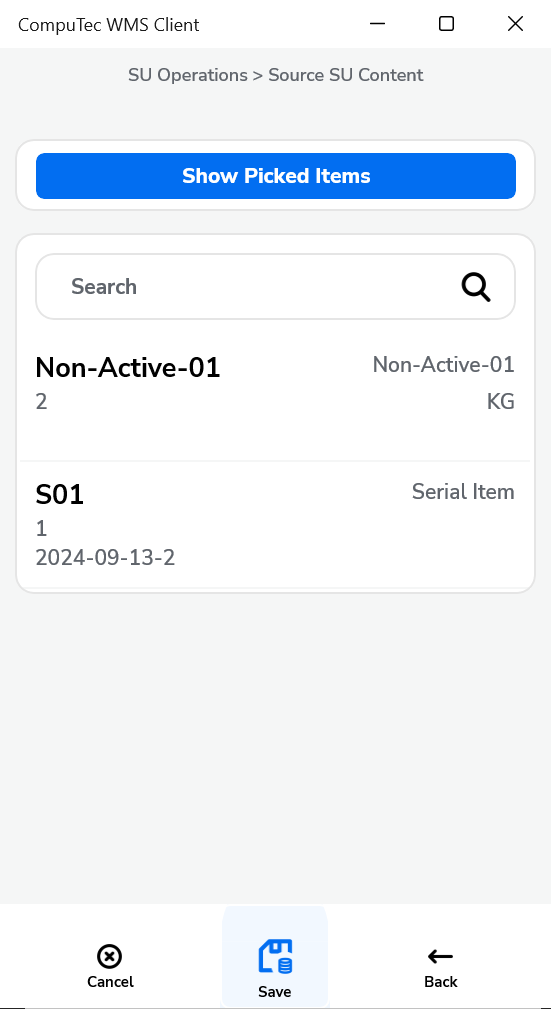 CompuTec WMS Client
SU Operations > Source SU Content
Show Picked Items
Search
Non-Active-01 Non-Active-01
2 KG
S01 Serial Item
1
2024-09-13-2
Cancel Save Back